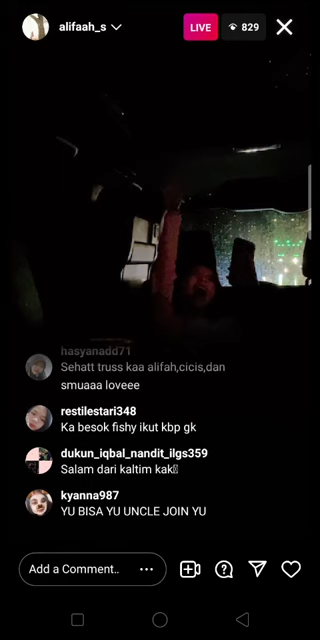 alifaah_s
LIVE
829
hasyanadd71
Sehatt truss kaa alifah,cicis,dan
smuaaa loveee
restilestari348
Ka besok fishy ikut kbp gk
dukun_iqbal_nandit_ilgs359
Salam dari kaltim kak
kyanna987
YU BISA YU UNCLE JOIN YU
Add a Comment..